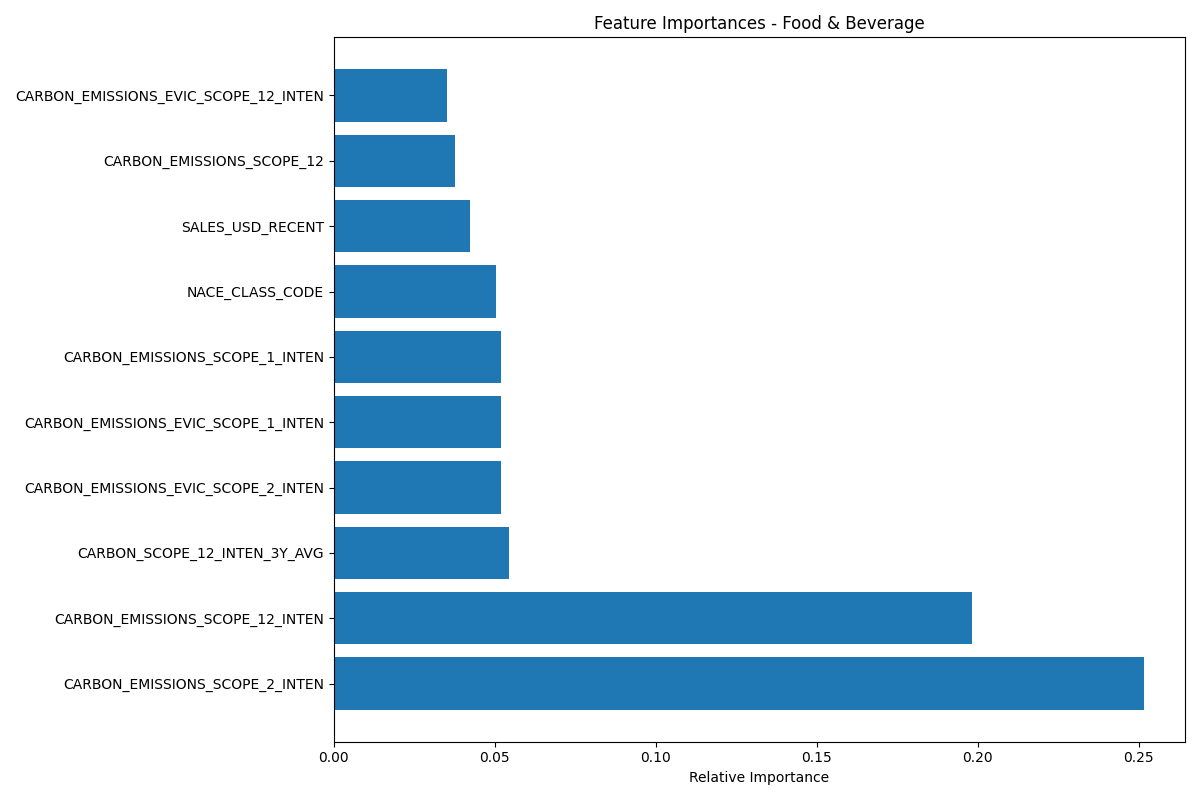 Feature Importances - Food & Beverage
CARBON_EMISSIONS_EVIC_SCOPE_12_INTEN
CARBON_EMISSIONS_SCOPE_12
SALES_USD_RECENT
NACE_CLASS_CODE
CARBON_EMISSIONS_SCOPE_1_INTEN
CARBON_EMISSIONS_EVIC_SCOPE_1_INTEN
CARBON_EMISSIONS_EVIC_SCOPE_2_INTEN
CARBON_SCOPE_12_INTEN_3Y_AVG
CARBON_EMISSIONS_SCOPE_12_INTEN
CARBON_EMISSIONS_SCOPE_2_INTEN
0.00 0.05 0.10 0.15 0.20 0.25
Relative Importance